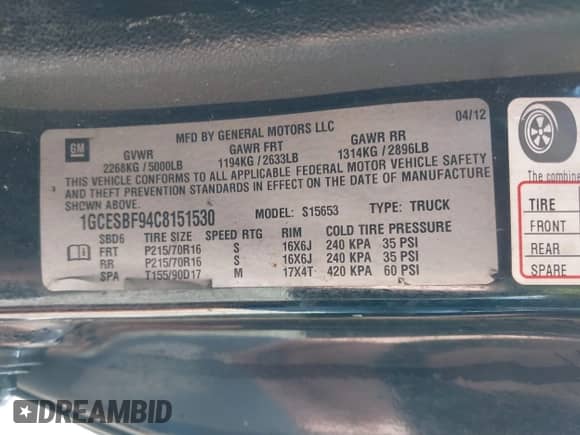 MFD BY GENERAL MOTORS LLC 04/12
GM GVWR GAWR FRT GAWR RR
2268KG / 5000LB 1194KG / 2633LB 1314KG / 2896LB
THIS VEHICLE CONFORMS TO ALL APPLICABLE FEDERAL MOTOR VEHICLE SAFETY
AND THEFT PREVENTION STANDARDS IN EFFECT ON THE DATE OF MANUFACTURE
SHOWN ABOVE.
1GCESBF94C8151530 MODEL: S15653 TYPE: TRUCK
SBD6 TIRE SIZE SPEED RTG RIM COLD TIRE PRESSURE
FRT P215/70R16 S 16X6J 240 KPA 35 PSI
RR P215/70R16 S 16X6J 240 KPA 35 PSI
SPA T155/90D17 M 17X4T 420 KPA 60 PSI
The combine
TIRE
FRONT
REAR
SPARE
DREAMBID